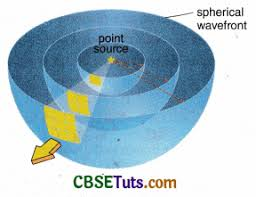 spherical
wavefront
point
source
CBSETuts.com